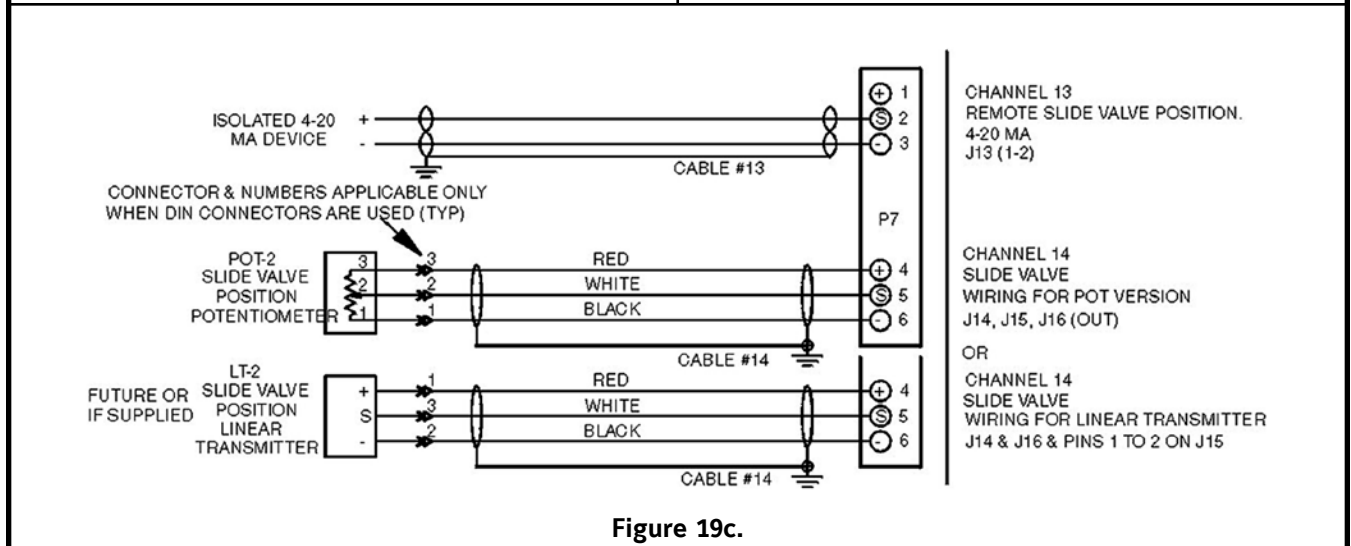 ISOLATED 4-20
MA DEVICE
+
-
CABLE #13
+ 1
S 2
- 3
CHANNEL 13
REMOTE SLIDE VALVE POSITION.
4-20 MA
J13 (1-2)
CONNECTOR & NUMBERS APPLICABLE ONLY
WHEN DIN CONNECTORS ARE USED (TYP)
P7
POT-2
SLIDE VALVE
POSITION
POTENTIOMETER
3
2
1
3
2
1
RED
WHITE
BLACK
CABLE #14
+ 4
S 5
- 6
CHANNEL 14
SLIDE VALVE
WIRING FOR POT VERSION
J14, J15, J16 (OUT)
OR
FUTURE OR
IF SUPPLIED
LT-2
SLIDE VALVE
POSITION
LINEAR
TRANSMITTER
+
S
-
1
3
2
RED
WHITE
BLACK
CABLE #14
+ 4
S 5
- 6
CHANNEL 14
SLIDE VALVE
WIRING FOR LINEAR TRANSMITTER
J14 & J16 & PINS 1 TO 2 ON J15
Figure 19c.